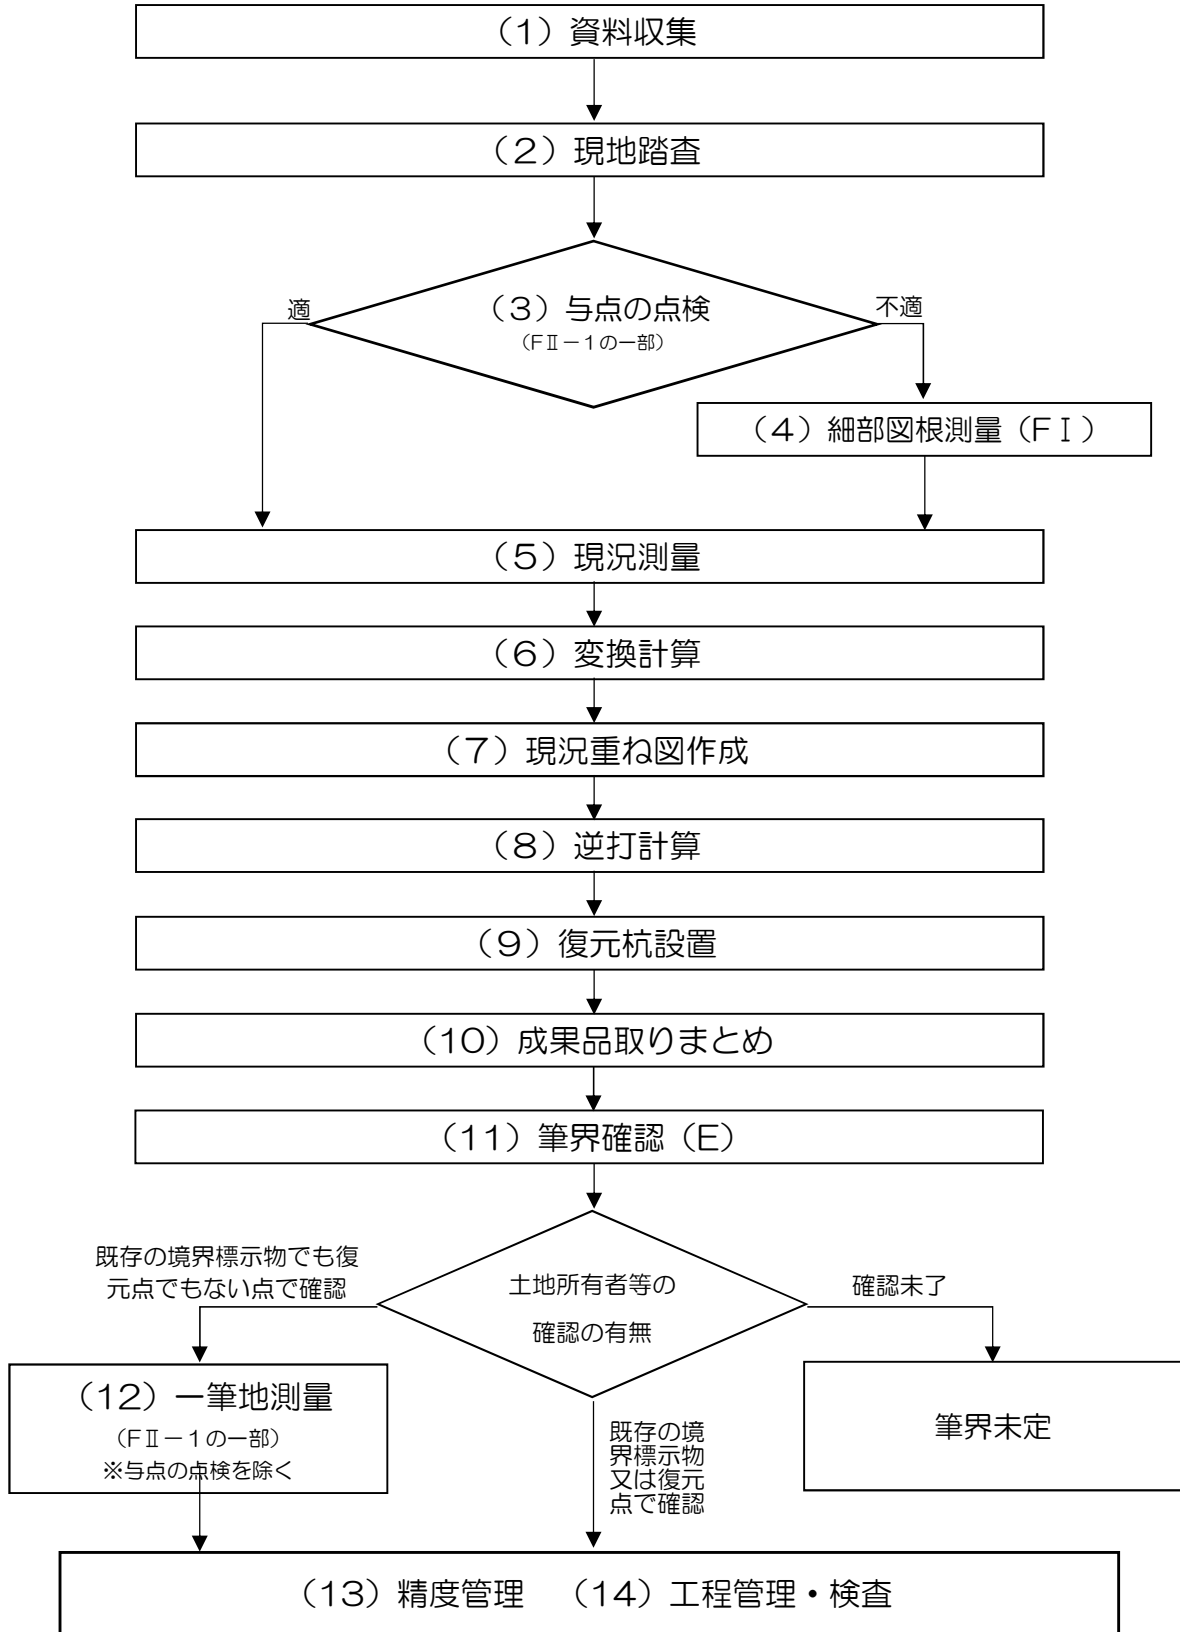 （1）資料収集
（2）現地踏査
（3）与点の点検
（FⅡ－1の一部）
適
不適
（4）細部図根測量（FⅠ）
（5）現況測量
（6）変換計算
（7）現況重ね図作成
（8）逆打計算
（9）復元杭設置
（10）成果品取りまとめ
（11）筆界確認（E）
既存の境界標示物でも復
元点でもない点で確認
土地所有者等の
確認の有無
確認未了
（12）一筆地測量
（FⅡ－1の一部）
※与点の点検を除く
既存の境
界標示物
又は復元
点で確認
筆界未定
（13）精度管理　（14）工程管理・検査